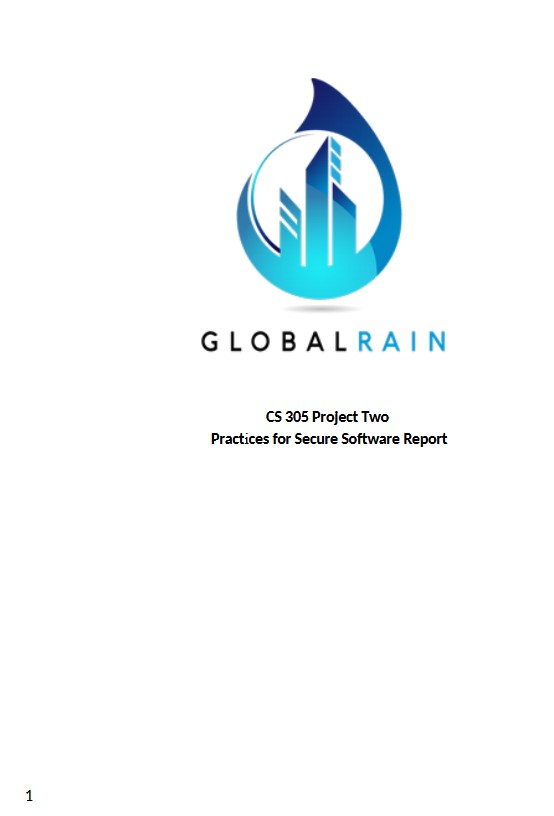 GLOBALRAIN
CS 305 Project Two
Practices for Secure Software Report
1